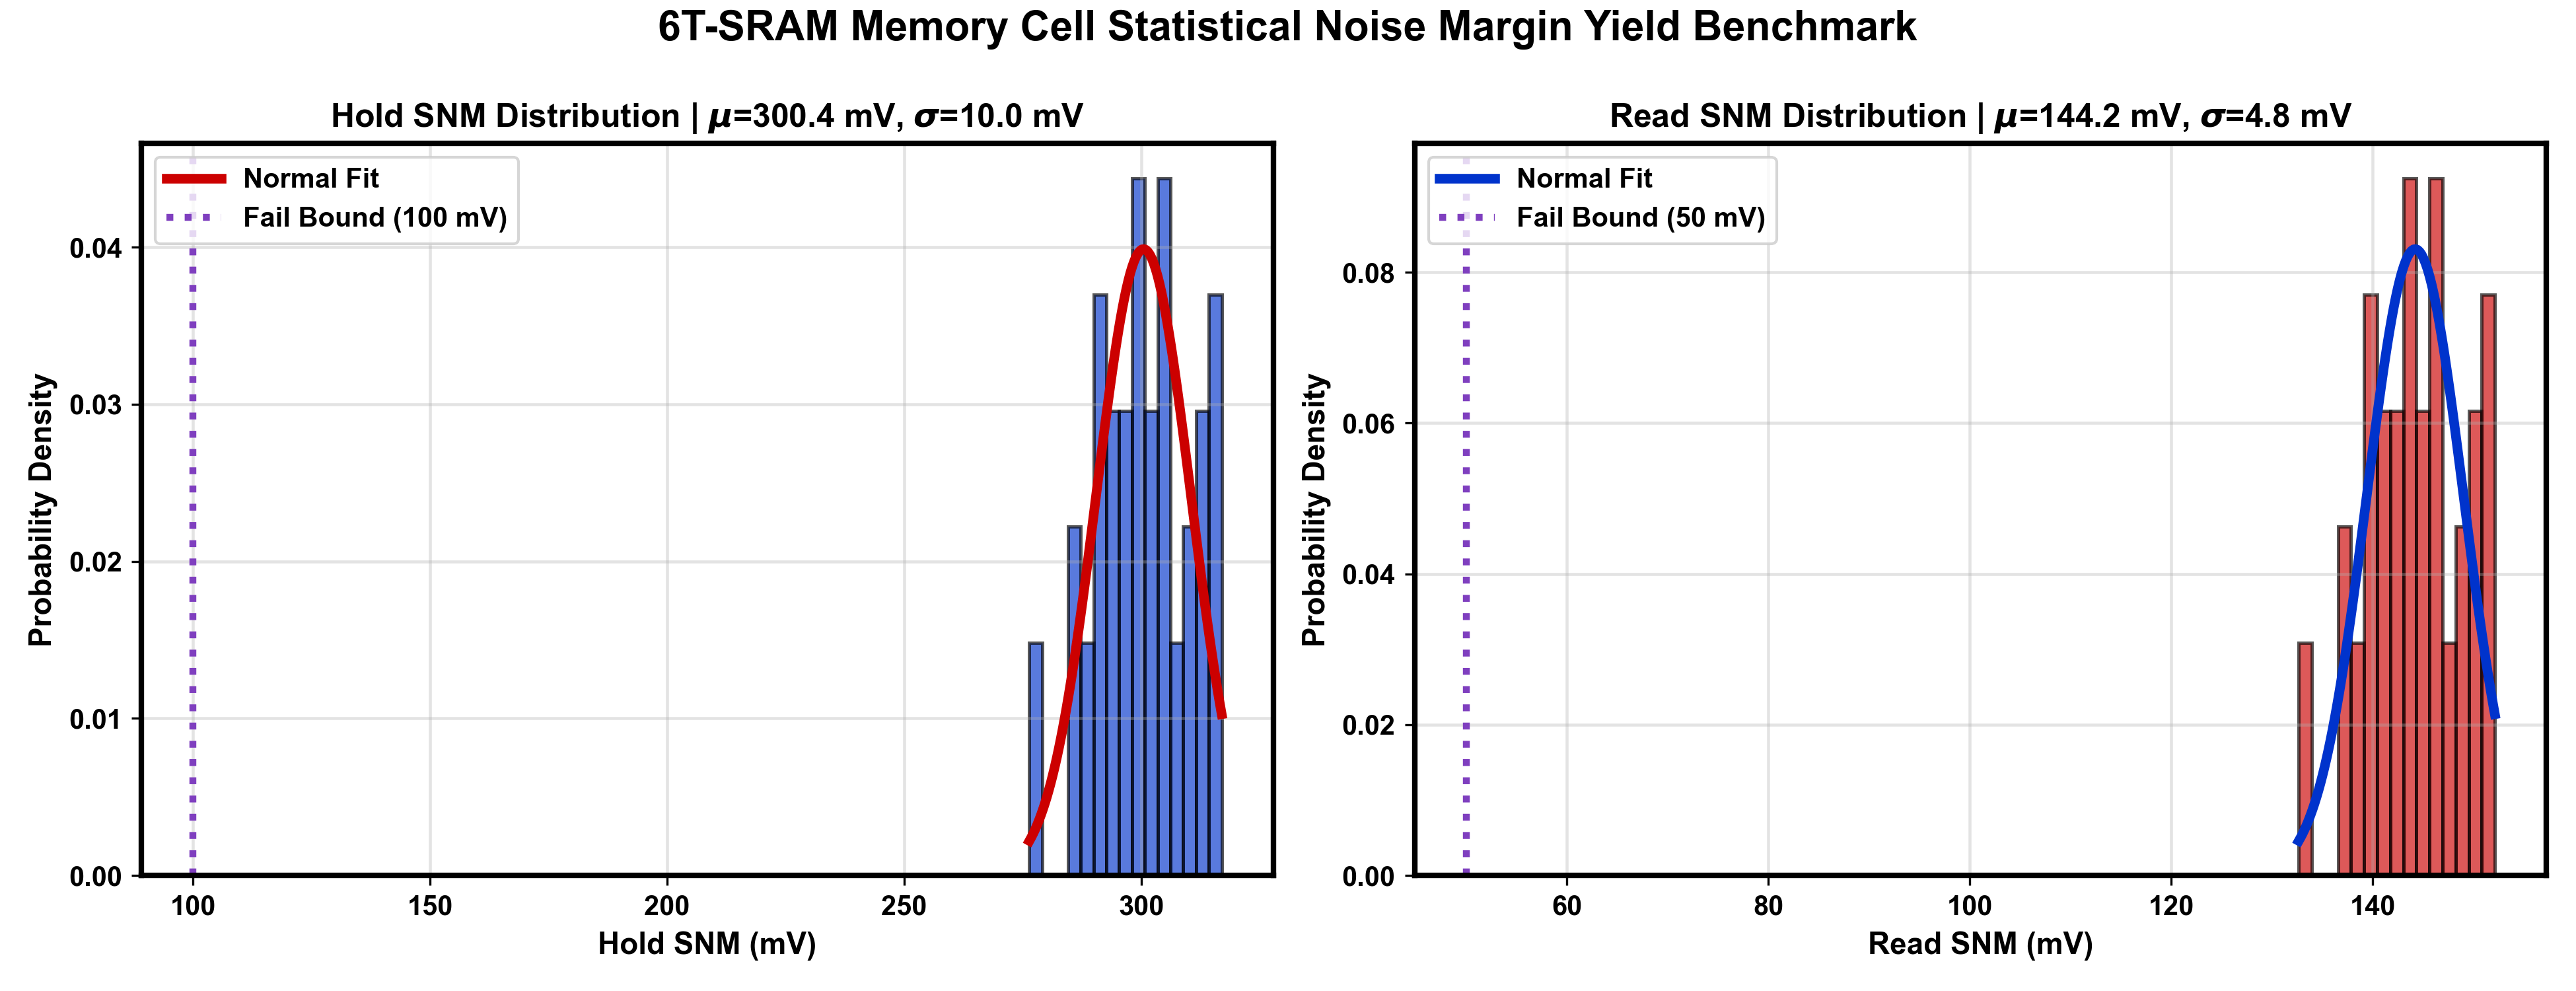 6T-SRAM Memory Cell Statistical Noise Margin Yield Benchmark
Hold SNM Distribution | μ=300.4 mV, σ=10.0 mV
Normal Fit
Fail Bound (100 mV)
Probability Density
0.04
0.03
0.02
0.01
0.00
100 150 200 250 300
Hold SNM (mV)
Read SNM Distribution | μ=144.2 mV, σ=4.8 mV
Normal Fit
Fail Bound (50 mV)
Probability Density
0.08
0.06
0.04
0.02
0.00
60 80 100 120 140
Read SNM (mV)